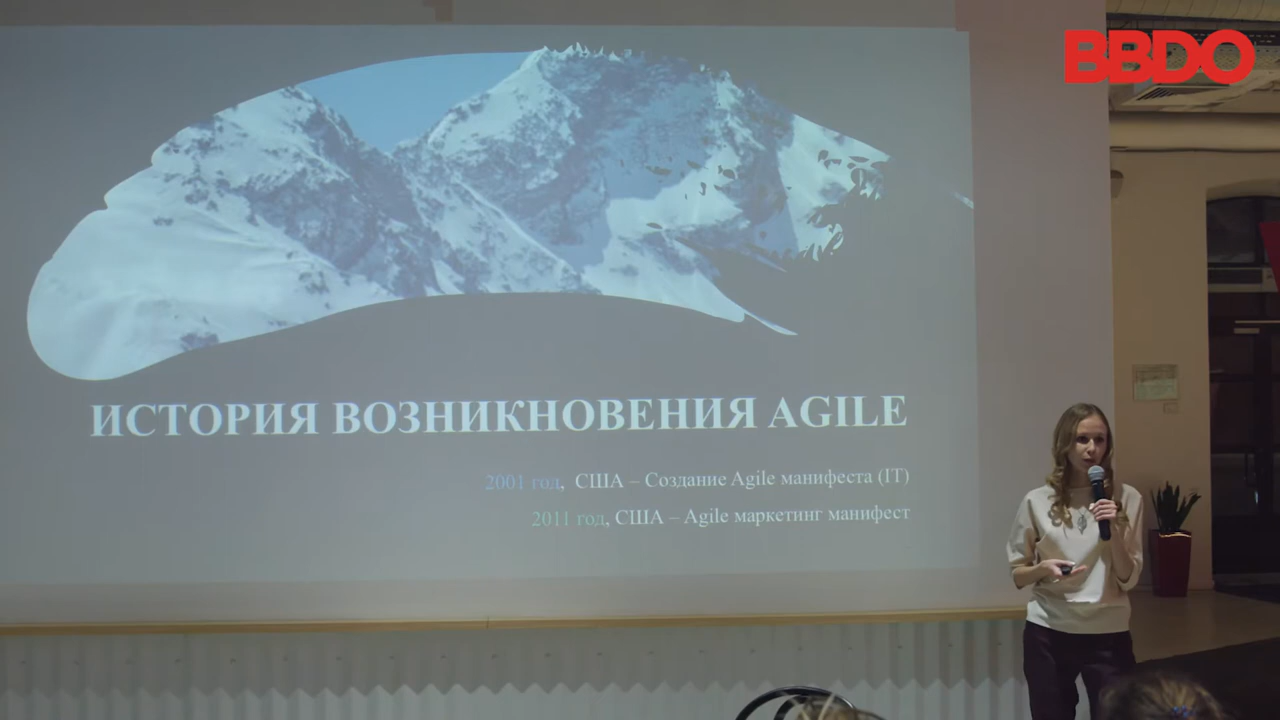 BBDO
ИСТОРИЯ ВОЗНИКНОВЕНИЯ AGILE
2001 год, США – Создание Agile манифеста (IT)
2011 год, США – Agile маркетинг манифест